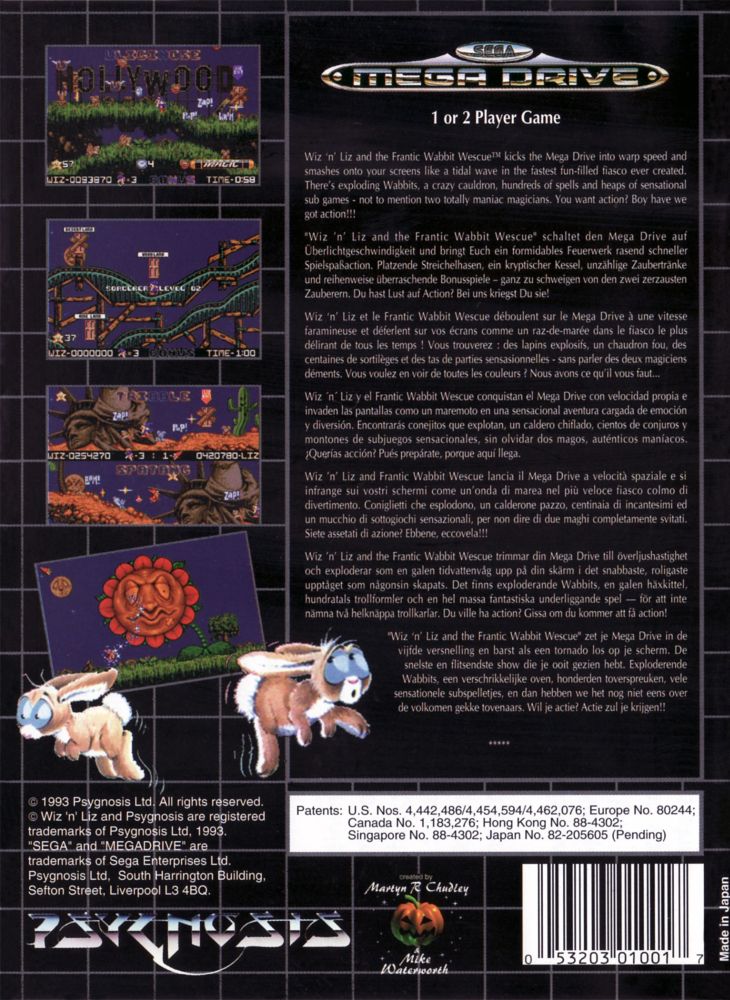 SEGA
MEGA DRIVE
1 or 2 Player Game
Wiz 'n' Liz and the Frantic Wabbit Wescue™ kicks the Mega Drive into warp speed and
smashes onto your screens like a tidal wave in the fastest fun-filled fiasco ever created.
There's exploding Wabbits, a crazy cauldron, hundreds of spells and heaps of sensational
sub games - not to mention two totally maniac magicians. You want action? Boy have we
got action!!!
"Wiz 'n' Liz and the Frantic Wabbit Wescue" schaltet den Mega Drive auf
Überlichtgeschwindigkeit und bringt Euch ein formidables Feuerwerk rasend schneller
Spielspaßaction. Platzende Streichelhasen, ein kryptischer Kessel, unzählige Zaubertränke
und reihenweise überraschende Bonusspiele – ganz zu schweigen von den zwei zerzausten
Zauberern. Du hast Lust auf Action? Bei uns kriegst Du sie!
Wiz 'n' Liz et le Frantic Wabbit Wescue déboulent sur le Mega Drive à une vitesse
faramineuse et déferlent sur vos écrans comme un raz-de-marée dans le fiasco le plus
délirant de tous les temps ! Vous trouverez : des lapins explosifs, un chaudron fou, des
centaines de sortilèges et des tas de parties sensationnelles - sans parler des deux magiciens
déments. Vous voulez en voir de toutes les couleurs ? Nous avons ce qu'il vous faut...
Wiz 'n' Liz y el Frantic Wabbit Wescue conquistan el Mega Drive con velocidad propia e
invaden las pantallas como un maremoto en una sensacional aventura cargada de emoción
y diversión. Encontrarás conejitos que explotan, un caldero chiflado, cientos de conjuros y
montones de subjuegos sensacionales, sin olvidar dos magos, auténticos maníacos.
¡Querías acción? Pués prepárate, porque aquí llega.
Wiz 'n' Liz and Frantic Wabbit Wescue lancia il Mega Drive a velocità spaziale e si
infrange sui vostri schermi come un'onda di marea nel più veloce fiasco colmo di
divertimento. Coniglietti che esplodono, un calderone pazzo, centinaia di incantesimi ed
un mucchio di sottogiochi sensazionali, per non dire di due maghi completamente svitati.
Siete assetati di azione? Ebbene, eccovela!!!
Wiz 'n' Liz and the Frantic Wabbit Wescue trimmar din Mega Drive till överljushastighet
och exploderar som en galen tidvattenvåg upp på din skärm i det snabbaste, roligaste
upptåget som någonsin skapats. Det finns exploderande Wabbits, en galen häxkittel,
hundratals trollformler och en hel massa fantastiska underliggande spel — för att inte
nämna två helknäppa trollkarlar. Du ville ha action? Gissa om du kommer att få action!
"Wiz 'n' Liz and the Frantic Wabbit Wescue" zet je Mega Drive in de
vijfde versnelling en barst als een tornado los op je scherm. De
snelste en flitsendste show die je ooit gezien hebt. Exploderende
Wabbits, een verschrikkelijke oven, honderden toverspreuken, vele
sensationele subspelletjes, en dan hebben we het nog niet eens over
de volkomen gekke tovenaars. Wil je actie? Actie zul je krijgen!!
*****
HOLLYWOOD
ZAP!
57
4
MAGIC
WIZ-0093870
-3
BONUS
TIME-0:58
DESERT LAND
WOOD LAND
SORCERER LEVEL 02
37
WIZ-0000000
-3
BONUS
TIME-1:00
ZAP!
PLIP!
WIZ-0254270
-3 : 1-
0420780-LIZ
ZAP!
© 1993 Psygnosis Ltd. All rights reserved.
© Wiz 'n' Liz and Psygnosis are registered
trademarks of Psygnosis Ltd, 1993.
"SEGA" and "MEGADRIVE" are
trademarks of Sega Enterprises Ltd.
Psygnosis Ltd, South Harrington Building,
Sefton Street, Liverpool L3 4BQ.
PSYGNOSIS
Patents: U.S. Nos. 4,442,486/4,454,594/4,462,076; Europe No. 80244;
Canada No. 1,183,276; Hong Kong No. 88-4302;
Singapore No. 88-4302; Japan No. 82-205605 (Pending)
created by
Martyn R Chudley
&
Mike
Waterworth
0 53203 01001 7
Made in Japan